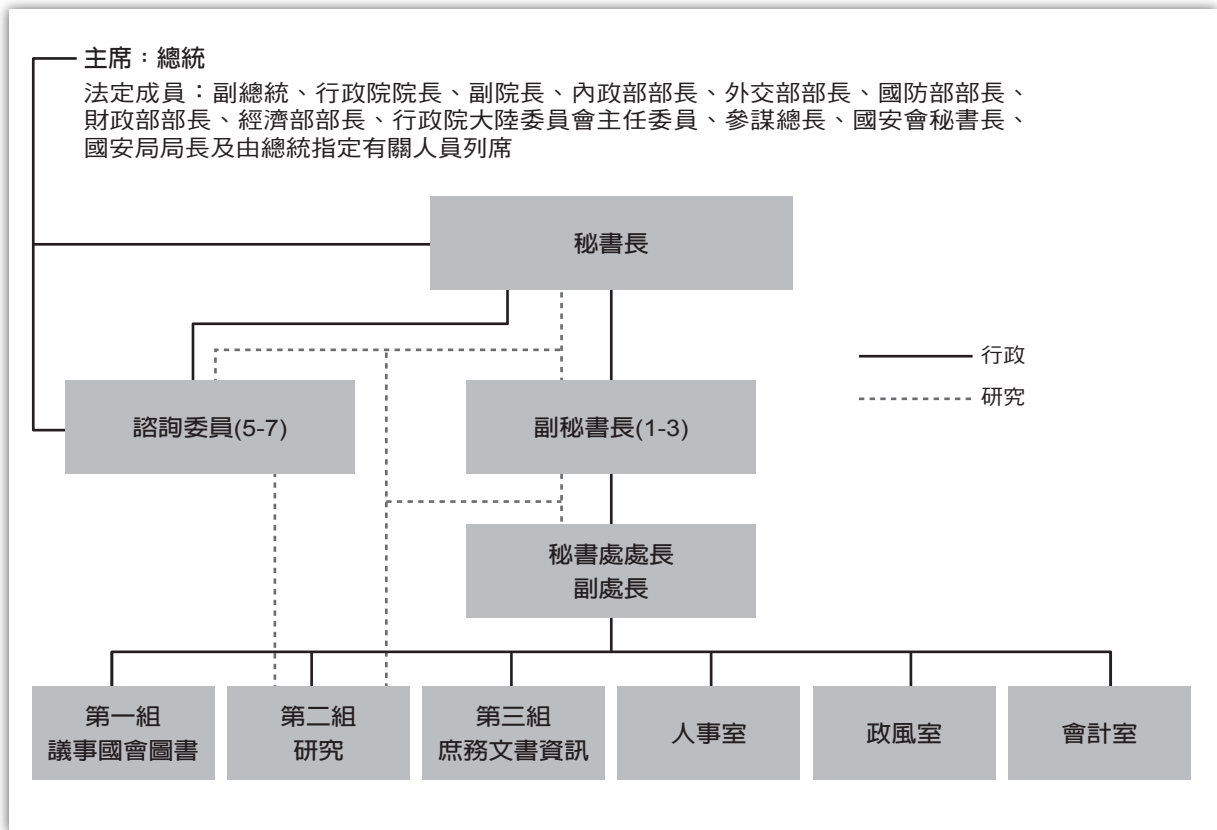 主席：總統
法定成員：副總統、行政院院長、副院長、內政部部長、外交部部長、國防部部長、
財政部部長、經濟部部長、行政院大陸委員會主任委員、參謀總長、國安會秘書長、
國安局局長及由總統指定有關人員列席
秘書長
行政
研究
諮詢委員(5-7)
副秘書長(1-3)
秘書處處長
副處長
第一組
議事國會圖書
第二組
研究
第三組
庶務文書資訊
人事室
政風室
會計室